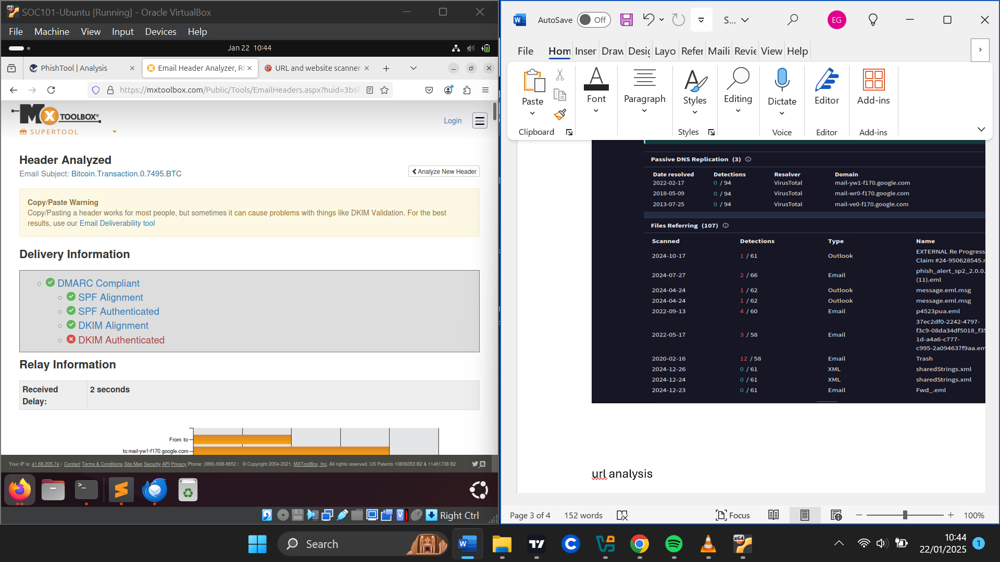 SOC101-Ubuntu [Running] - Oracle VirtualBox
File Machine View Input Devices Help
Jan 22 10:44
PhishTool | Analysis
Email Header Analyzer, RF
URL and website scanner
https://mxtoolbox.com/Public/Tools/EmailHeaders.aspx?huid=3b6f
MX TOOLBOX®
SUPERTOOL
Login
Header Analyzed
Email Subject: Bitcoin.Transaction.0.7495.BTC
Analyze New Header
Copy/Paste Warning
Copy/Pasting a header works for most people, but sometimes it can cause problems with things like DKIM Validation. For the best
results, use our Email Deliverability tool
Delivery Information
DMARC Compliant
SPF Alignment
SPF Authenticated
DKIM Alignment
DKIM Authenticated
Relay Information
Received 2 seconds
Delay:
From to
to mail-yw1-f170.google.com
Your IP is: 41.66.205.74 | Contact Terms & Conditions Site Map Security API Privacy Phone: (866)-698-6652 | © Copyright 2004-2021, MXToolBox, Inc, All rights reserved. US Patents 10839353 B2 & 11461738 B2
Right Ctrl
AutoSave Off
S...
EG
File Hom Inser Draw Desig Layo Refer Maili Revie View Help
Paste
Font
Paragraph
Styles
Editing
Dictate
Editor
Add-ins
Clipboard
Styles
Voice
Editor
Add-ins
Passive DNS Replication (3)
Date resolved Detections Resolver Domain
2022-02-17 0 / 94 VirusTotal mail-yw1-f170.google.com
2018-05-09 0 / 94 VirusTotal mail-wr0-f170.google.com
2013-07-25 0 / 94 VirusTotal mail-ve0-f170.google.com
Files Referring (107)
Scanned Detections Type Name
2024-10-17 1 / 61 Outlook EXTERNAL Re Progress
Claim #24-950628545.r
2024-07-27 2 / 66 Email phish_alert_sp2_2.0.0.
(11).eml
2024-04-24 1 / 62 Outlook message.eml.msg
2024-04-24 1 / 62 Outlook message.eml.msg
2022-09-13 4 / 60 Email p4523pua.eml
2022-05-17 3 / 58 Email 37ec2df0-2242-4797-
f3c9-08da34df5018_f35
1d-a4a6-c777-
c995-2a094637f9aa.em
2020-02-16 12 / 58 Email Trash
2024-12-26 0 / 61 XML sharedStrings.xml
2024-12-24 0 / 61 XML sharedStrings.xml
2024-12-23 0 / 61 Email Fwd_.eml
url analysis
Page 3 of 4 152 words
Focus
100%
Search
10:44
22/01/2025
1